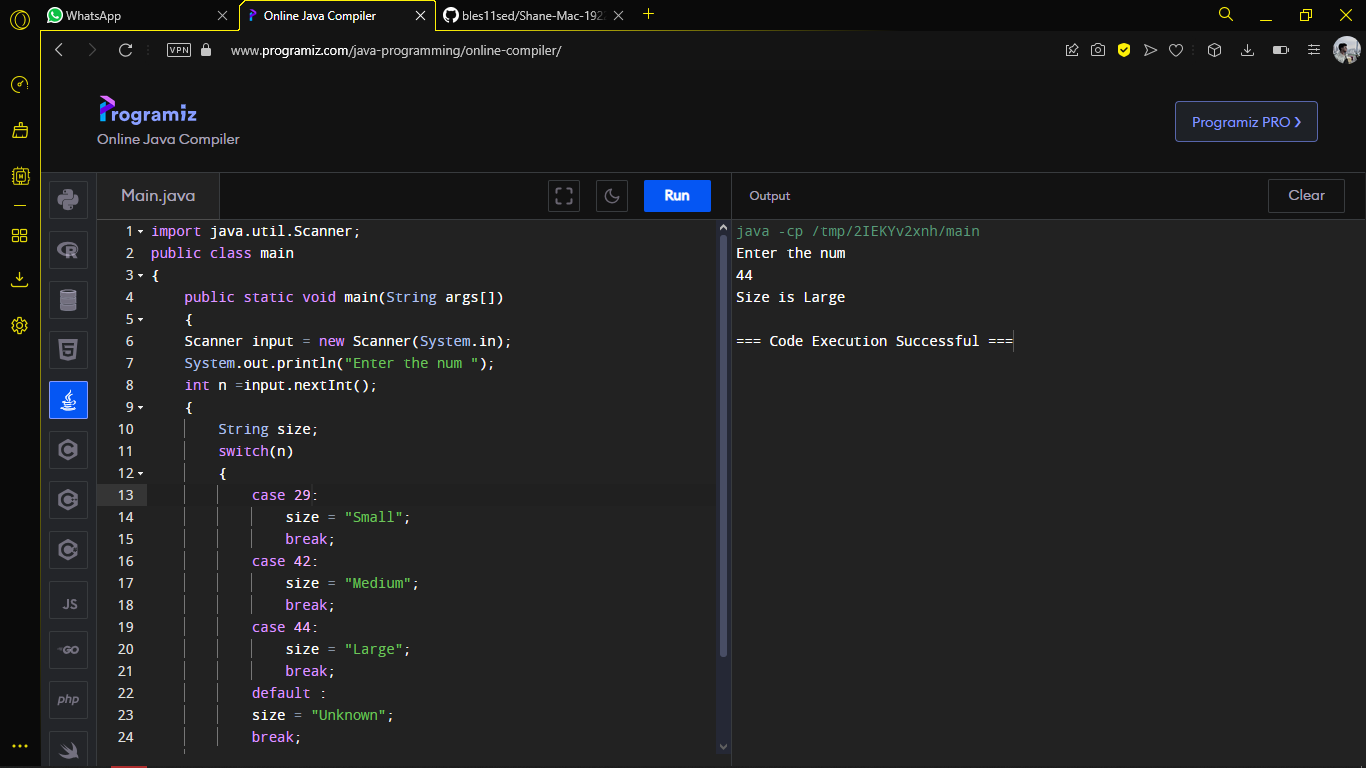 WhatsApp
Online Java Compiler
bles11sed/Shane-Mac-192
VPN
www.programiz.com/java-programming/online-compiler/
Programiz
Online Java Compiler
Programiz PRO ❯
Main.java
Run
Output
Clear
1 import java.util.Scanner;
2 public class main
3 {
4 public static void main(String args[])
5 {
6 Scanner input = new Scanner(System.in);
7 System.out.println("Enter the num ");
8 int n =input.nextInt();
9 {
10 String size;
11 switch(n)
12 {
13 case 29:
14 size = "Small";
15 break;
16 case 42:
17 size = "Medium";
18 break;
19 case 44:
20 size = "Large";
21 break;
22 default :
23 size = "Unknown";
24 break;
java -cp /tmp/2IEKYv2xnh/main
Enter the num
44
Size is Large
=== Code Execution Successful ===
M
R
5
C
C
C
JS
GO
php